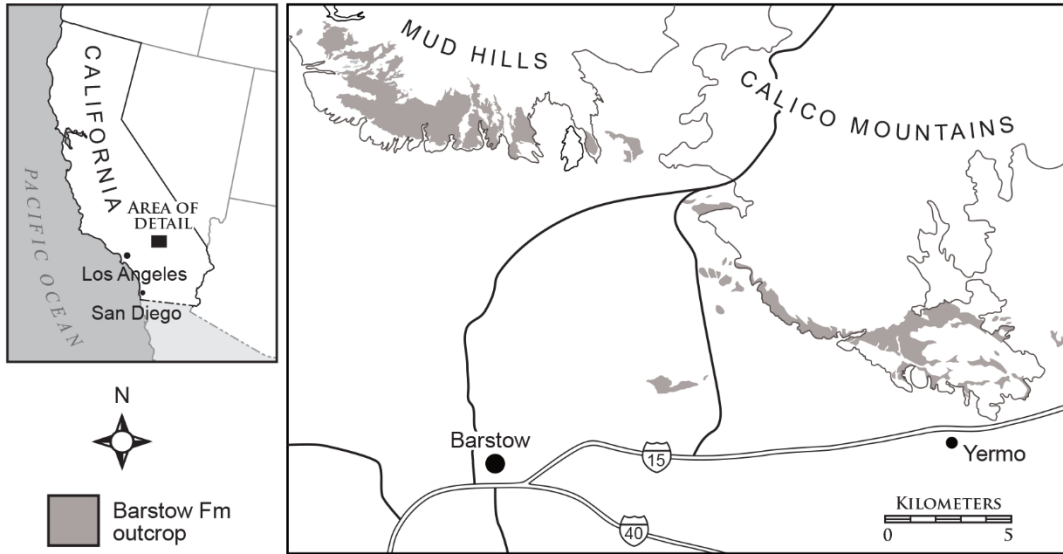 CALIFORNIA
PACIFIC OCEAN
AREA OF
DETAIL
Los Angeles
San Diego
N
Barstow Fm
outcrop
MUD HILLS
CALICO MOUNTAINS
Barstow
15
Yermo
40
KILOMETERS
0 5